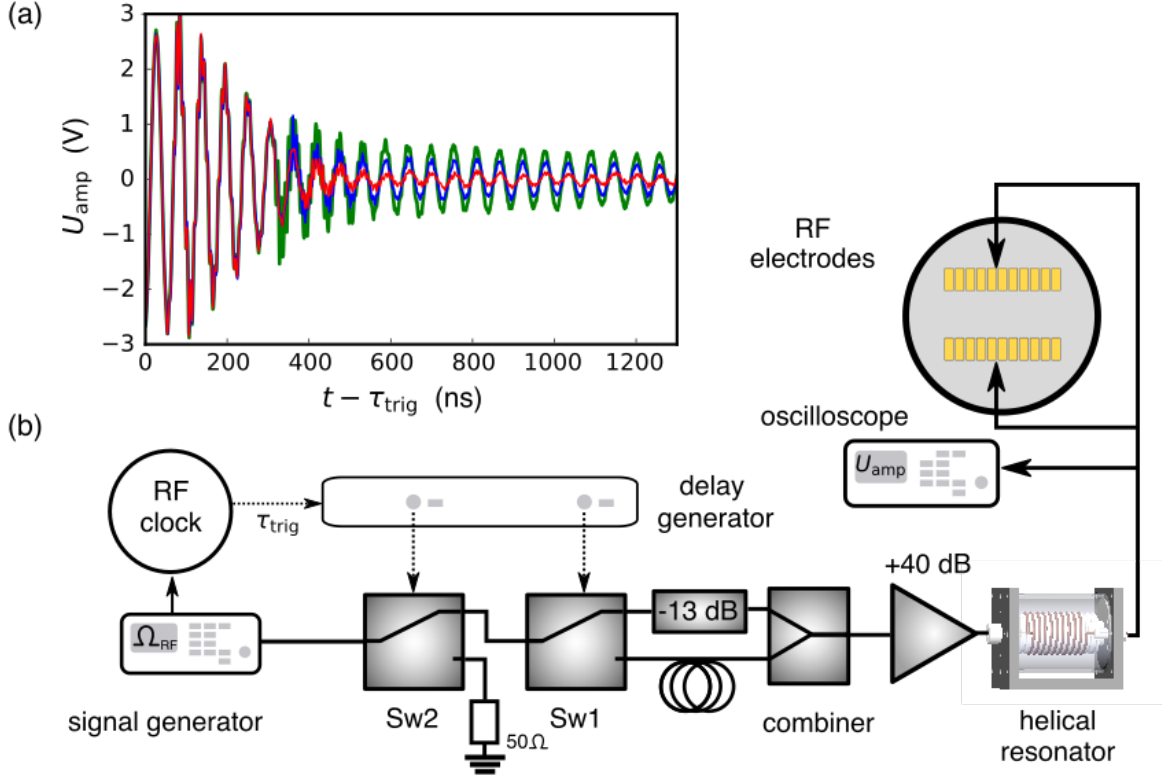 (a)
3
2
1
0
−1
−2
−3
U_amp (V)
0
200
400
600
800
1000
1200
t − τ_trig (ns)
(b)
RF
clock
τ_trig
Ω_RF
signal generator
delay
generator
Sw2
50Ω
Sw1
-13 dB
combiner
+40 dB
helical
resonator
oscilloscope
U_amp
RF
electrodes